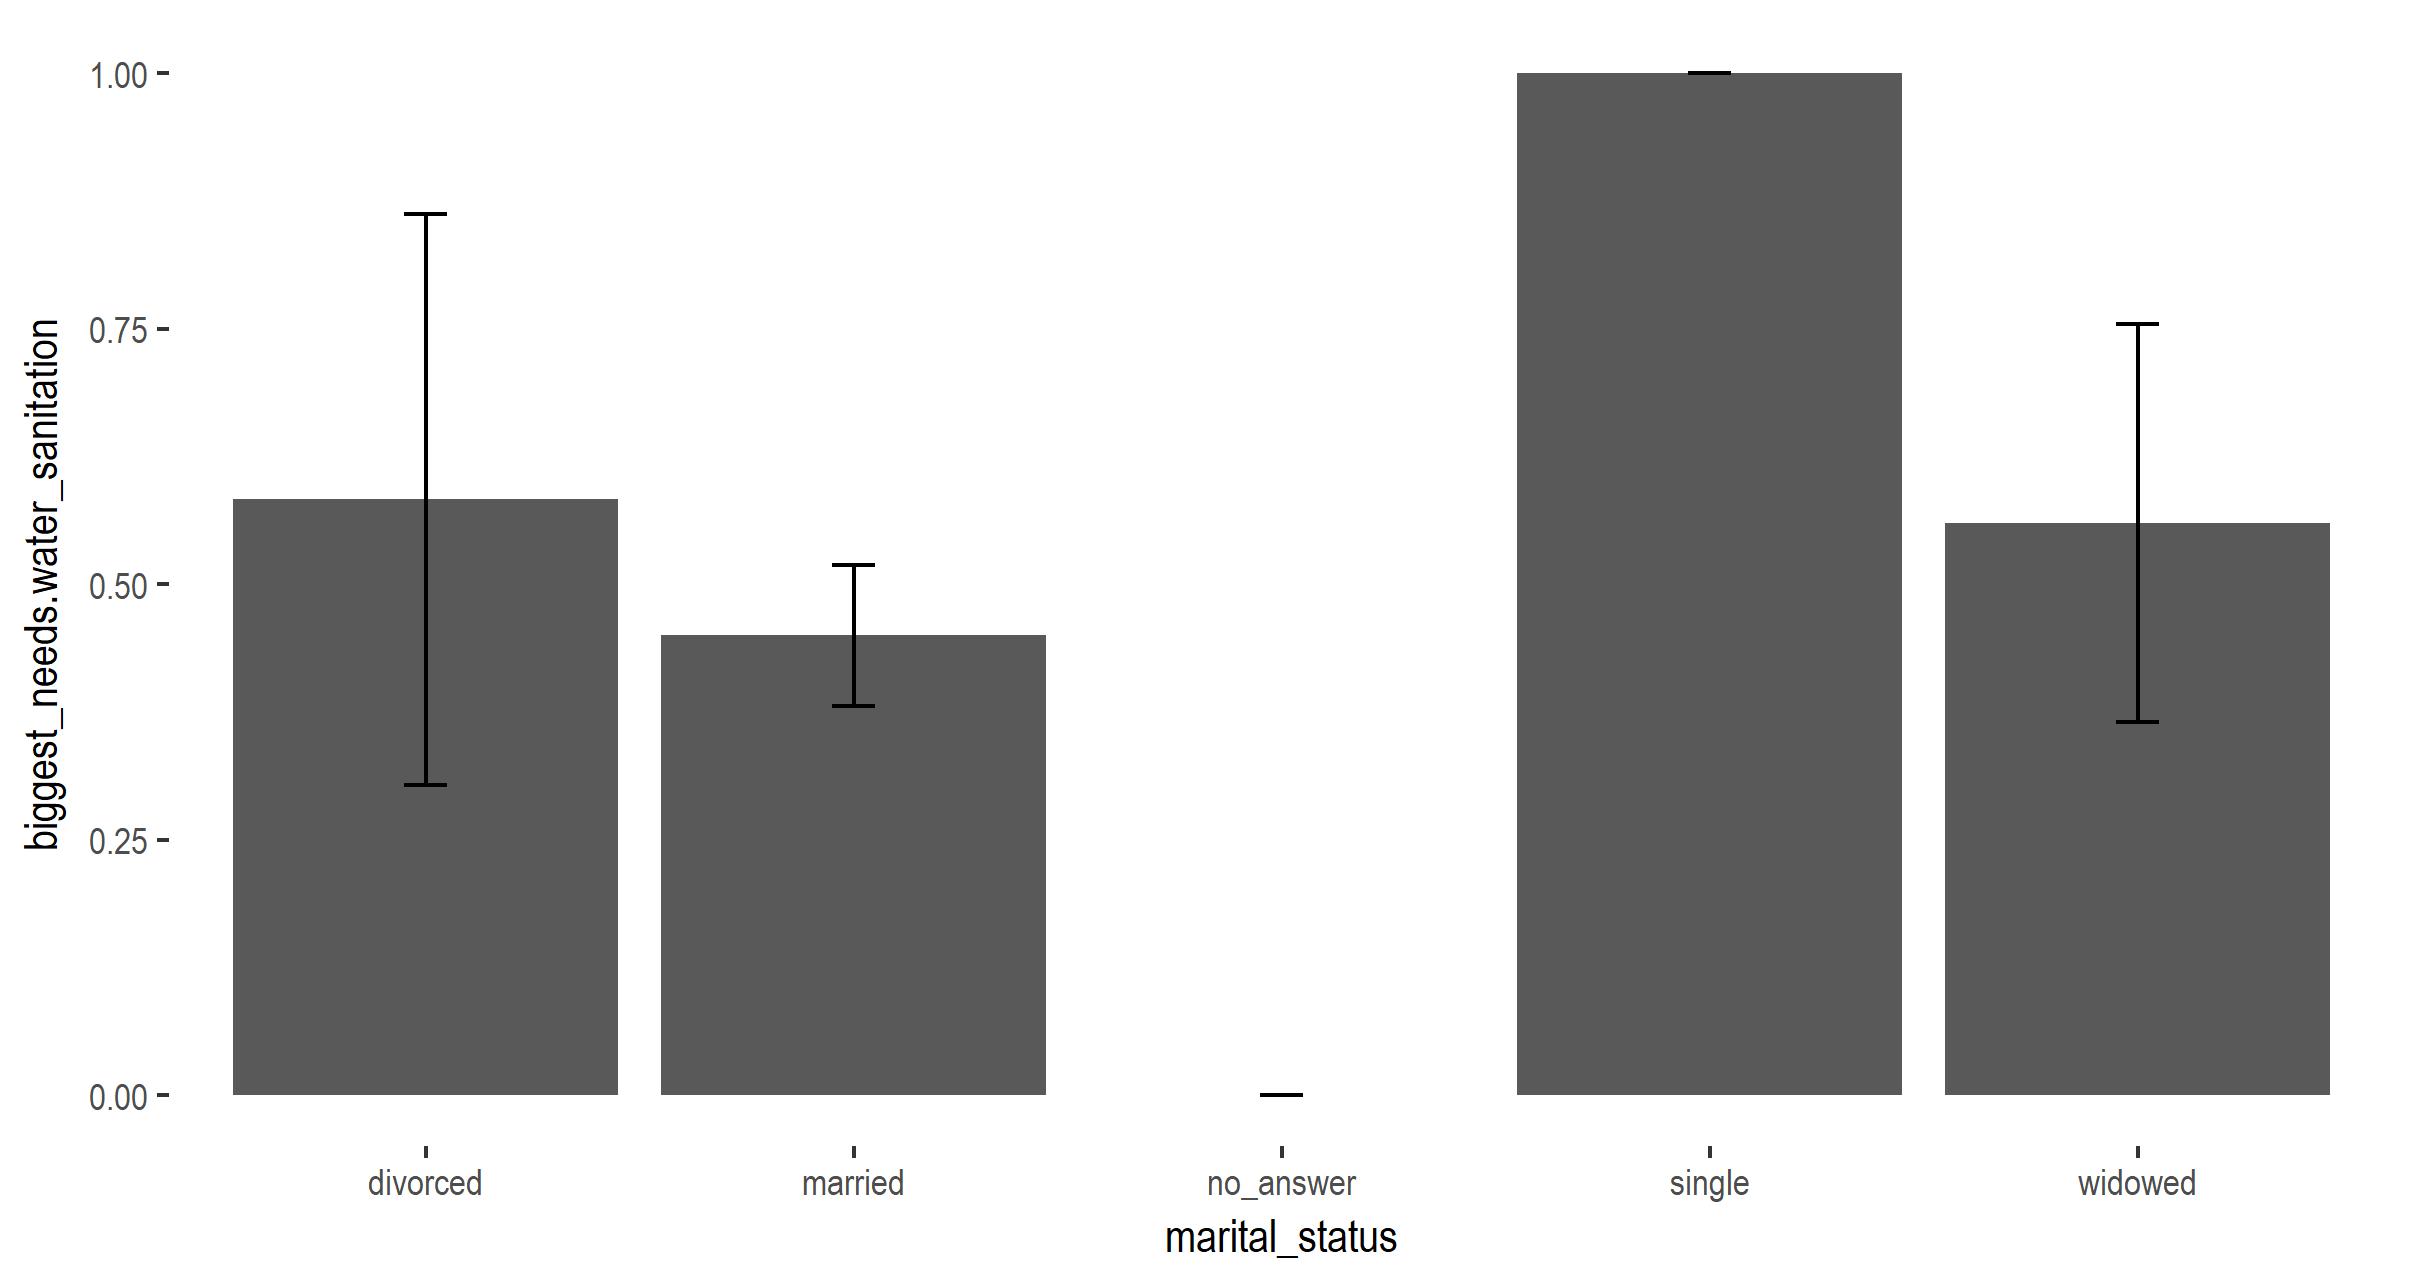 biggest_needs.water_sanitation
1.00
0.75
0.50
0.25
0.00
divorced married no_answer single widowed
marital_status